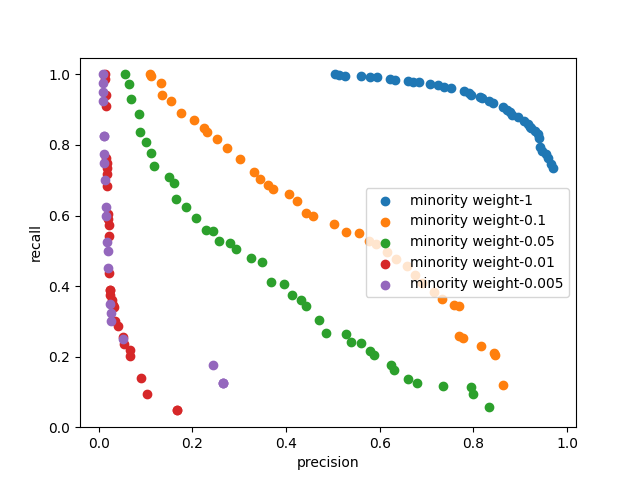 1.0
0.8
0.6
0.4
0.2
0.0
recall
minority weight-1
minority weight-0.1
minority weight-0.05
minority weight-0.01
minority weight-0.005
0.0 0.2 0.4 0.6 0.8 1.0
precision